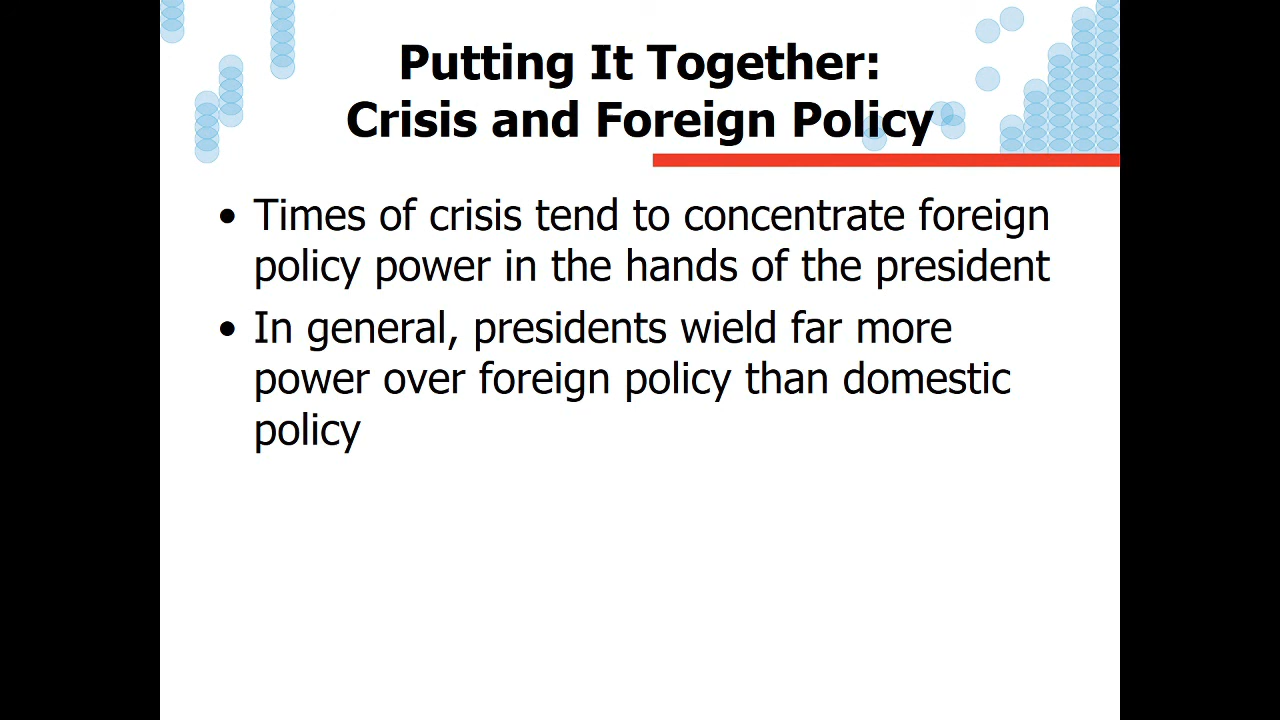 Putting It Together:
Crisis and Foreign Policy
• Times of crisis tend to concentrate foreign
policy power in the hands of the president
• In general, presidents wield far more
power over foreign policy than domestic
policy